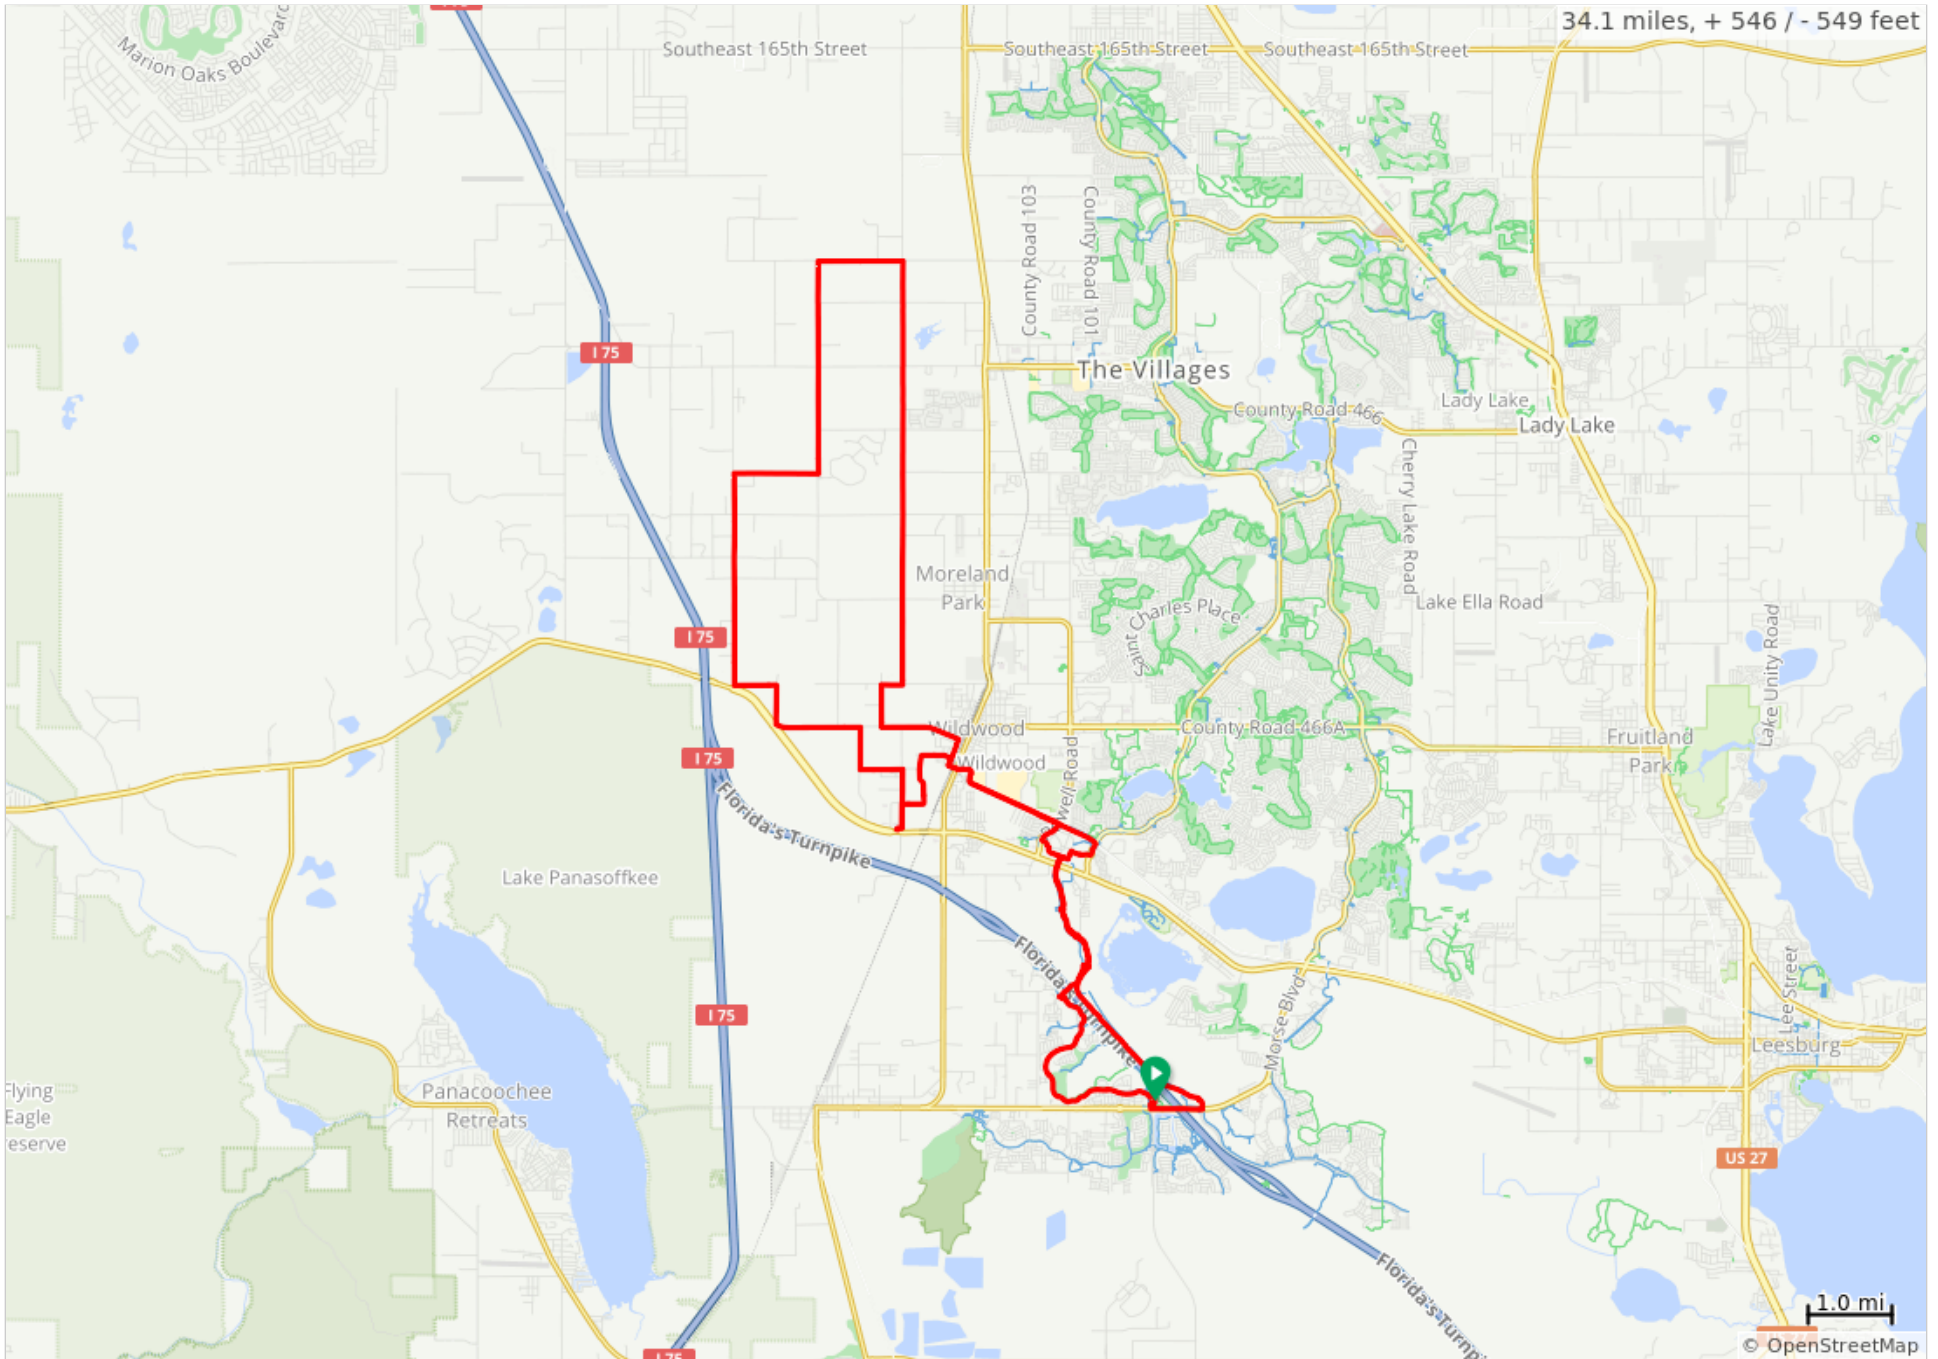 34.1 miles, + 546 / - 549 feet
Marion Oaks Boulevard
Southeast 165th Street
Southeast 165th Street
Southeast 165th Street
County Road 103
County Road 101
I 75
The Villages
County Road 466
Lady Lake
Lady Lake
Cherry Lake Road
Moreland
Park
Saint Charles Place
Lake Ella Road
Lake Unity Road
I 75
Wildwood
County Road 466A
Fruitland
Park
I 75
Wildwood
Florida's Turnpike
Lake Panasoffkee
Florida's Turnpike
Morse Blvd
Lee Street
I 75
Leesburg
Flying
Eagle
eserve
Panacoochee
Retreats
US 27
Florida's Turnp
1.0 mi
I 75
© OpenStreetMap